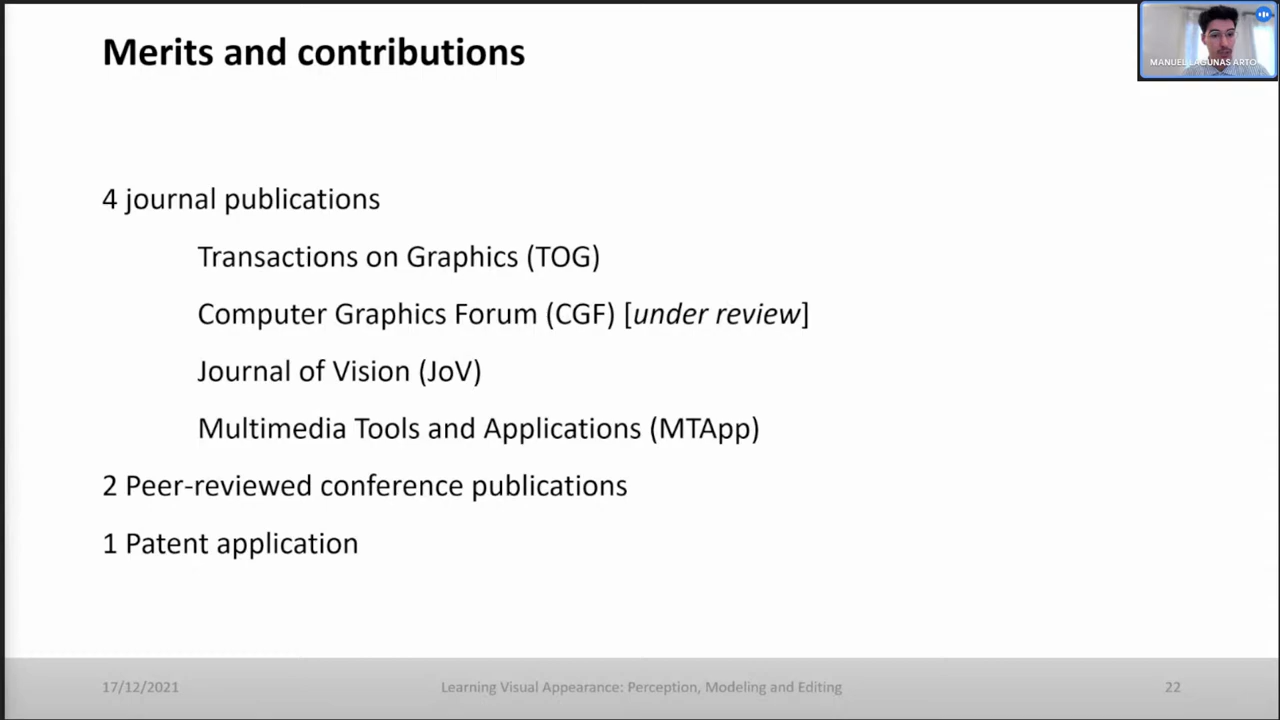 Merits and contributions
MANUEL LAGUNAS ARTO
4 journal publications
Transactions on Graphics (TOG)
Computer Graphics Forum (CGF) [under review]
Journal of Vision (JoV)
Multimedia Tools and Applications (MTApp)
2 Peer-reviewed conference publications
1 Patent application
17/12/2021
Learning Visual Appearance: Perception, Modeling and Editing
22